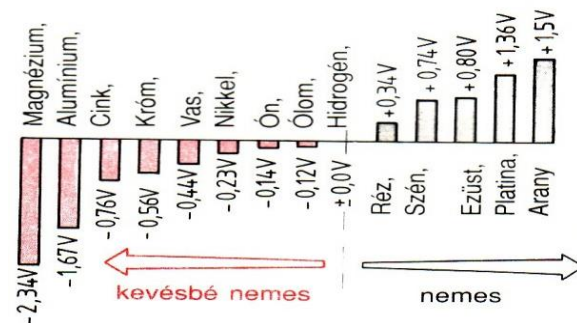 Magnézium,
Alumínium,
Cink,
Króm,
Vas,
Nikkel,
Ón,
Ólom,
Hidrogén,
+0,34V
+0,74V
+0,80V
+1,36V
+1,5V
-2,34V
-1,67V
-0,76V
-0,56V
-0,44V
-0,23V
-0,14V
-0,12V
±0,0V
Réz,
Szén,
Ezüst,
Platina,
Arany
kevésbé nemes
nemes